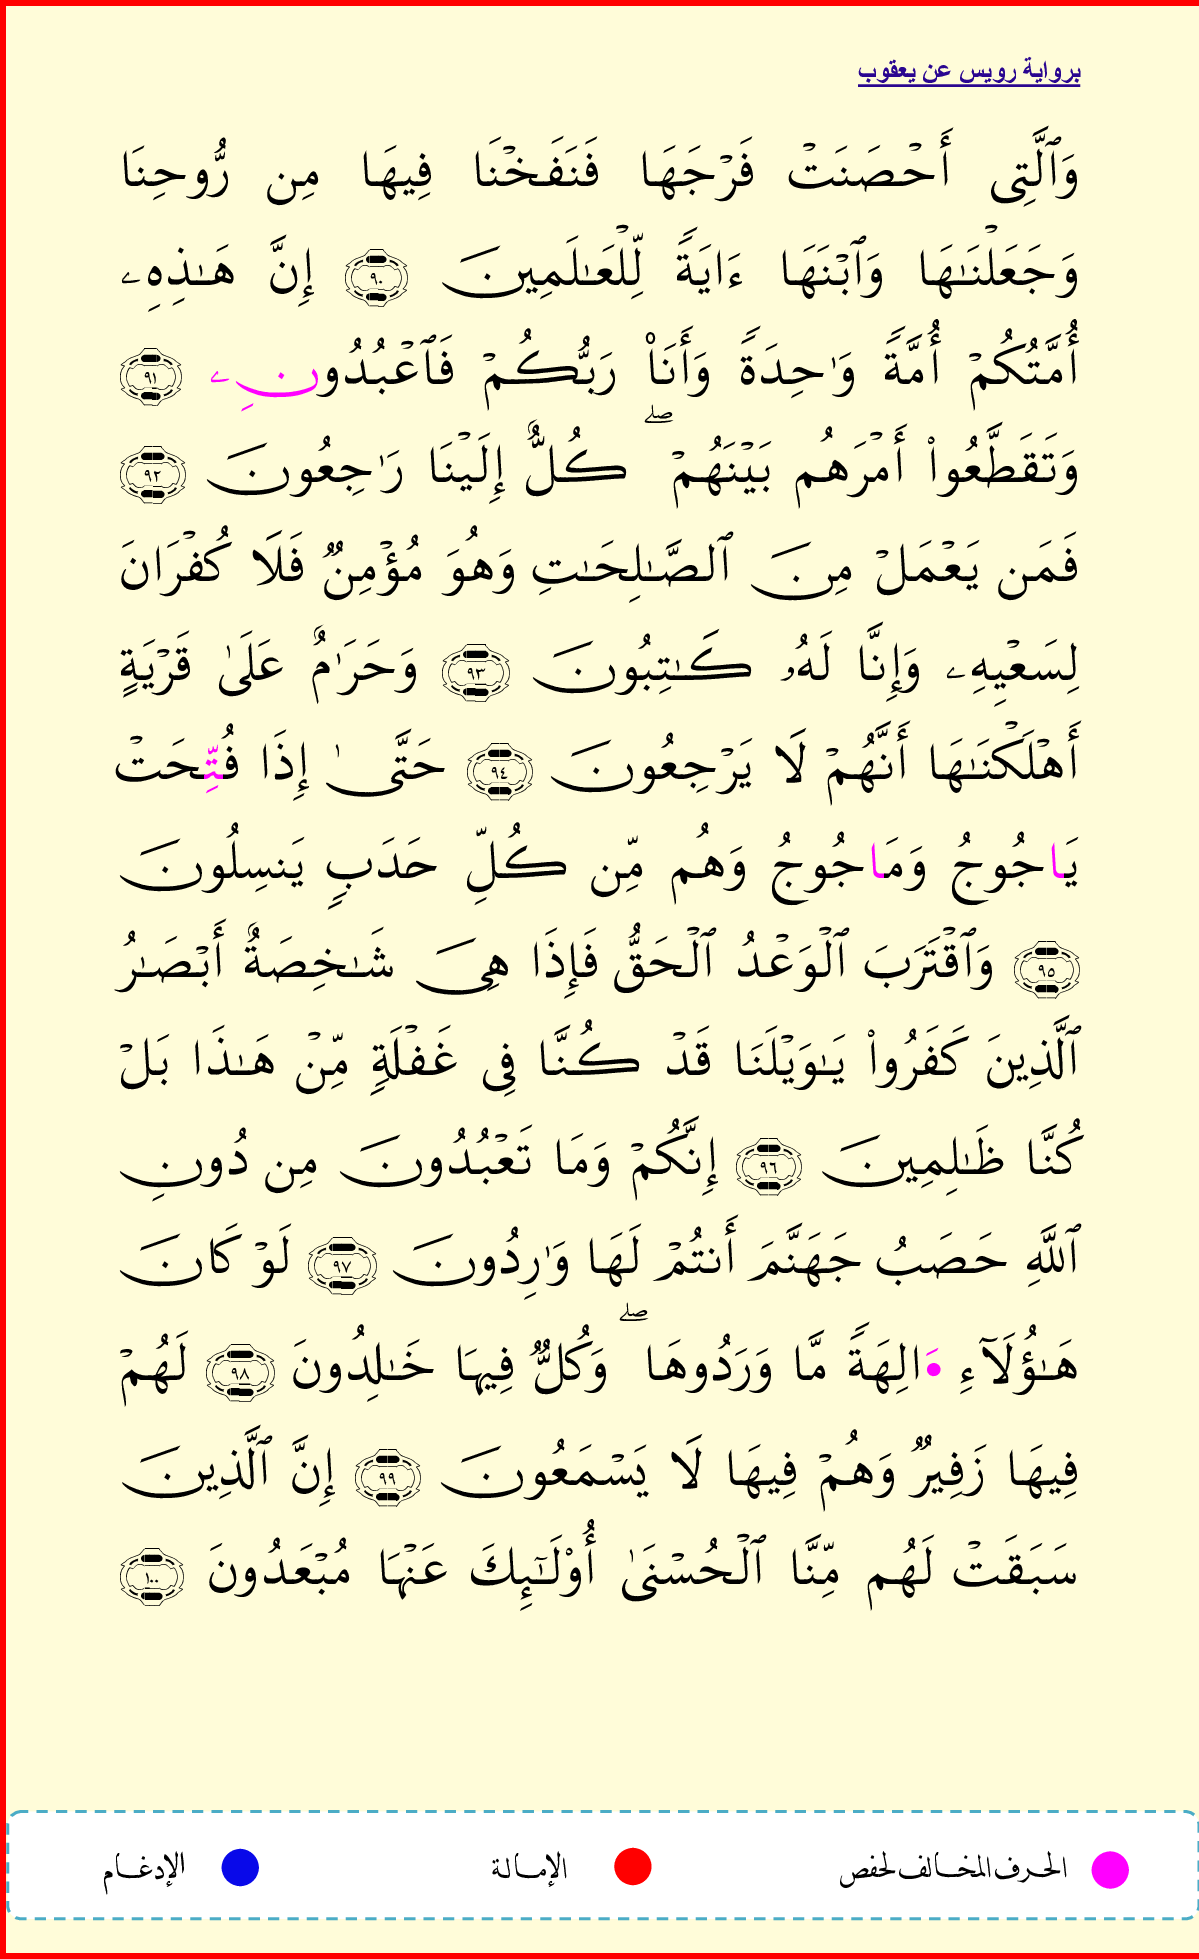 برواية رويس عن يعقوب
وَٱلَّتِى أَحۡصَنَتۡ فَرۡجَهَا فَنَفَخۡنَا فِيهَا مِن رُّوحِنَا
وَجَعَلۡنَـٰهَا وَٱبۡنَهَا ءَايَةً لِّلۡعَـٰلَمِينَ ٩٠ إِنَّ هَـٰذِهِۦ
أُمَّتُكُمۡ أُمَّةً وَٰحِدَةً وَأَنَا۠ رَبُّكُمۡ فَٱعۡبُدُونِۦ ٩١
وَتَقَطَّعُواْ أَمۡرَهُم بَيۡنَهُمۡۖ كُلٌّ إِلَيۡنَا رَٰجِعُونَ ٩٢
فَمَن يَعۡمَلۡ مِنَ ٱلصَّـٰلِحَـٰتِ وَهُوَ مُؤۡمِنٌ فَلَا كُفۡرَانَ
لِسَعۡيِهِۦ وَإِنَّا لَهُۥ كَـٰتِبُونَ ٩٣ وَحَرَٰمٌ عَلَىٰ قَرۡيَةٍ
أَهۡلَكۡنَـٰهَا أَنَّهُمۡ لَا يَرۡجِعُونَ ٩٤ حَتَّىٰ إِذَا فُتِّحَتۡ
يَاجُوجُ وَمَاجُوجُ وَهُم مِّن كُلِّ حَدَبٍ يَنسِلُونَ
٩٥ وَٱقۡتَرَبَ ٱلۡوَعۡدُ ٱلۡحَقُّ فَإِذَا هِىَ شَـٰخِصَةٌ أَبۡصَـٰرُ
ٱلَّذِينَ كَفَرُواْ يَـٰوَيۡلَنَا قَدۡ كُنَّا فِى غَفۡلَةٍ مِّنۡ هَـٰذَا بَلۡ
كُنَّا ظَـٰلِمِينَ ٩٦ إِنَّكُمۡ وَمَا تَعۡبُدُونَ مِن دُونِ
ٱللَّهِ حَصَبُ جَهَنَّمَ أَنتُمۡ لَهَا وَٰرِدُونَ ٩٧ لَوۡ كَانَ
هَـٰؤُلَآءِ •َالِهَةً مَّا وَرَدُوهَاۖ وَكُلٌّ فِيهَا خَـٰلِدُونَ ٩٨ لَهُمۡ
فِيهَا زَفِيرٌ وَهُمۡ فِيهَا لَا يَسۡمَعُونَ ٩٩ إِنَّ ٱلَّذِينَ
سَبَقَتۡ لَهُم مِّنَّا ٱلۡحُسۡنَىٰ أُوْلَـٰٓئِكَ عَنۡهَا مُبۡعَدُونَ ١٠٠
الحرف المخالف لحفص الإمالة الإدغام